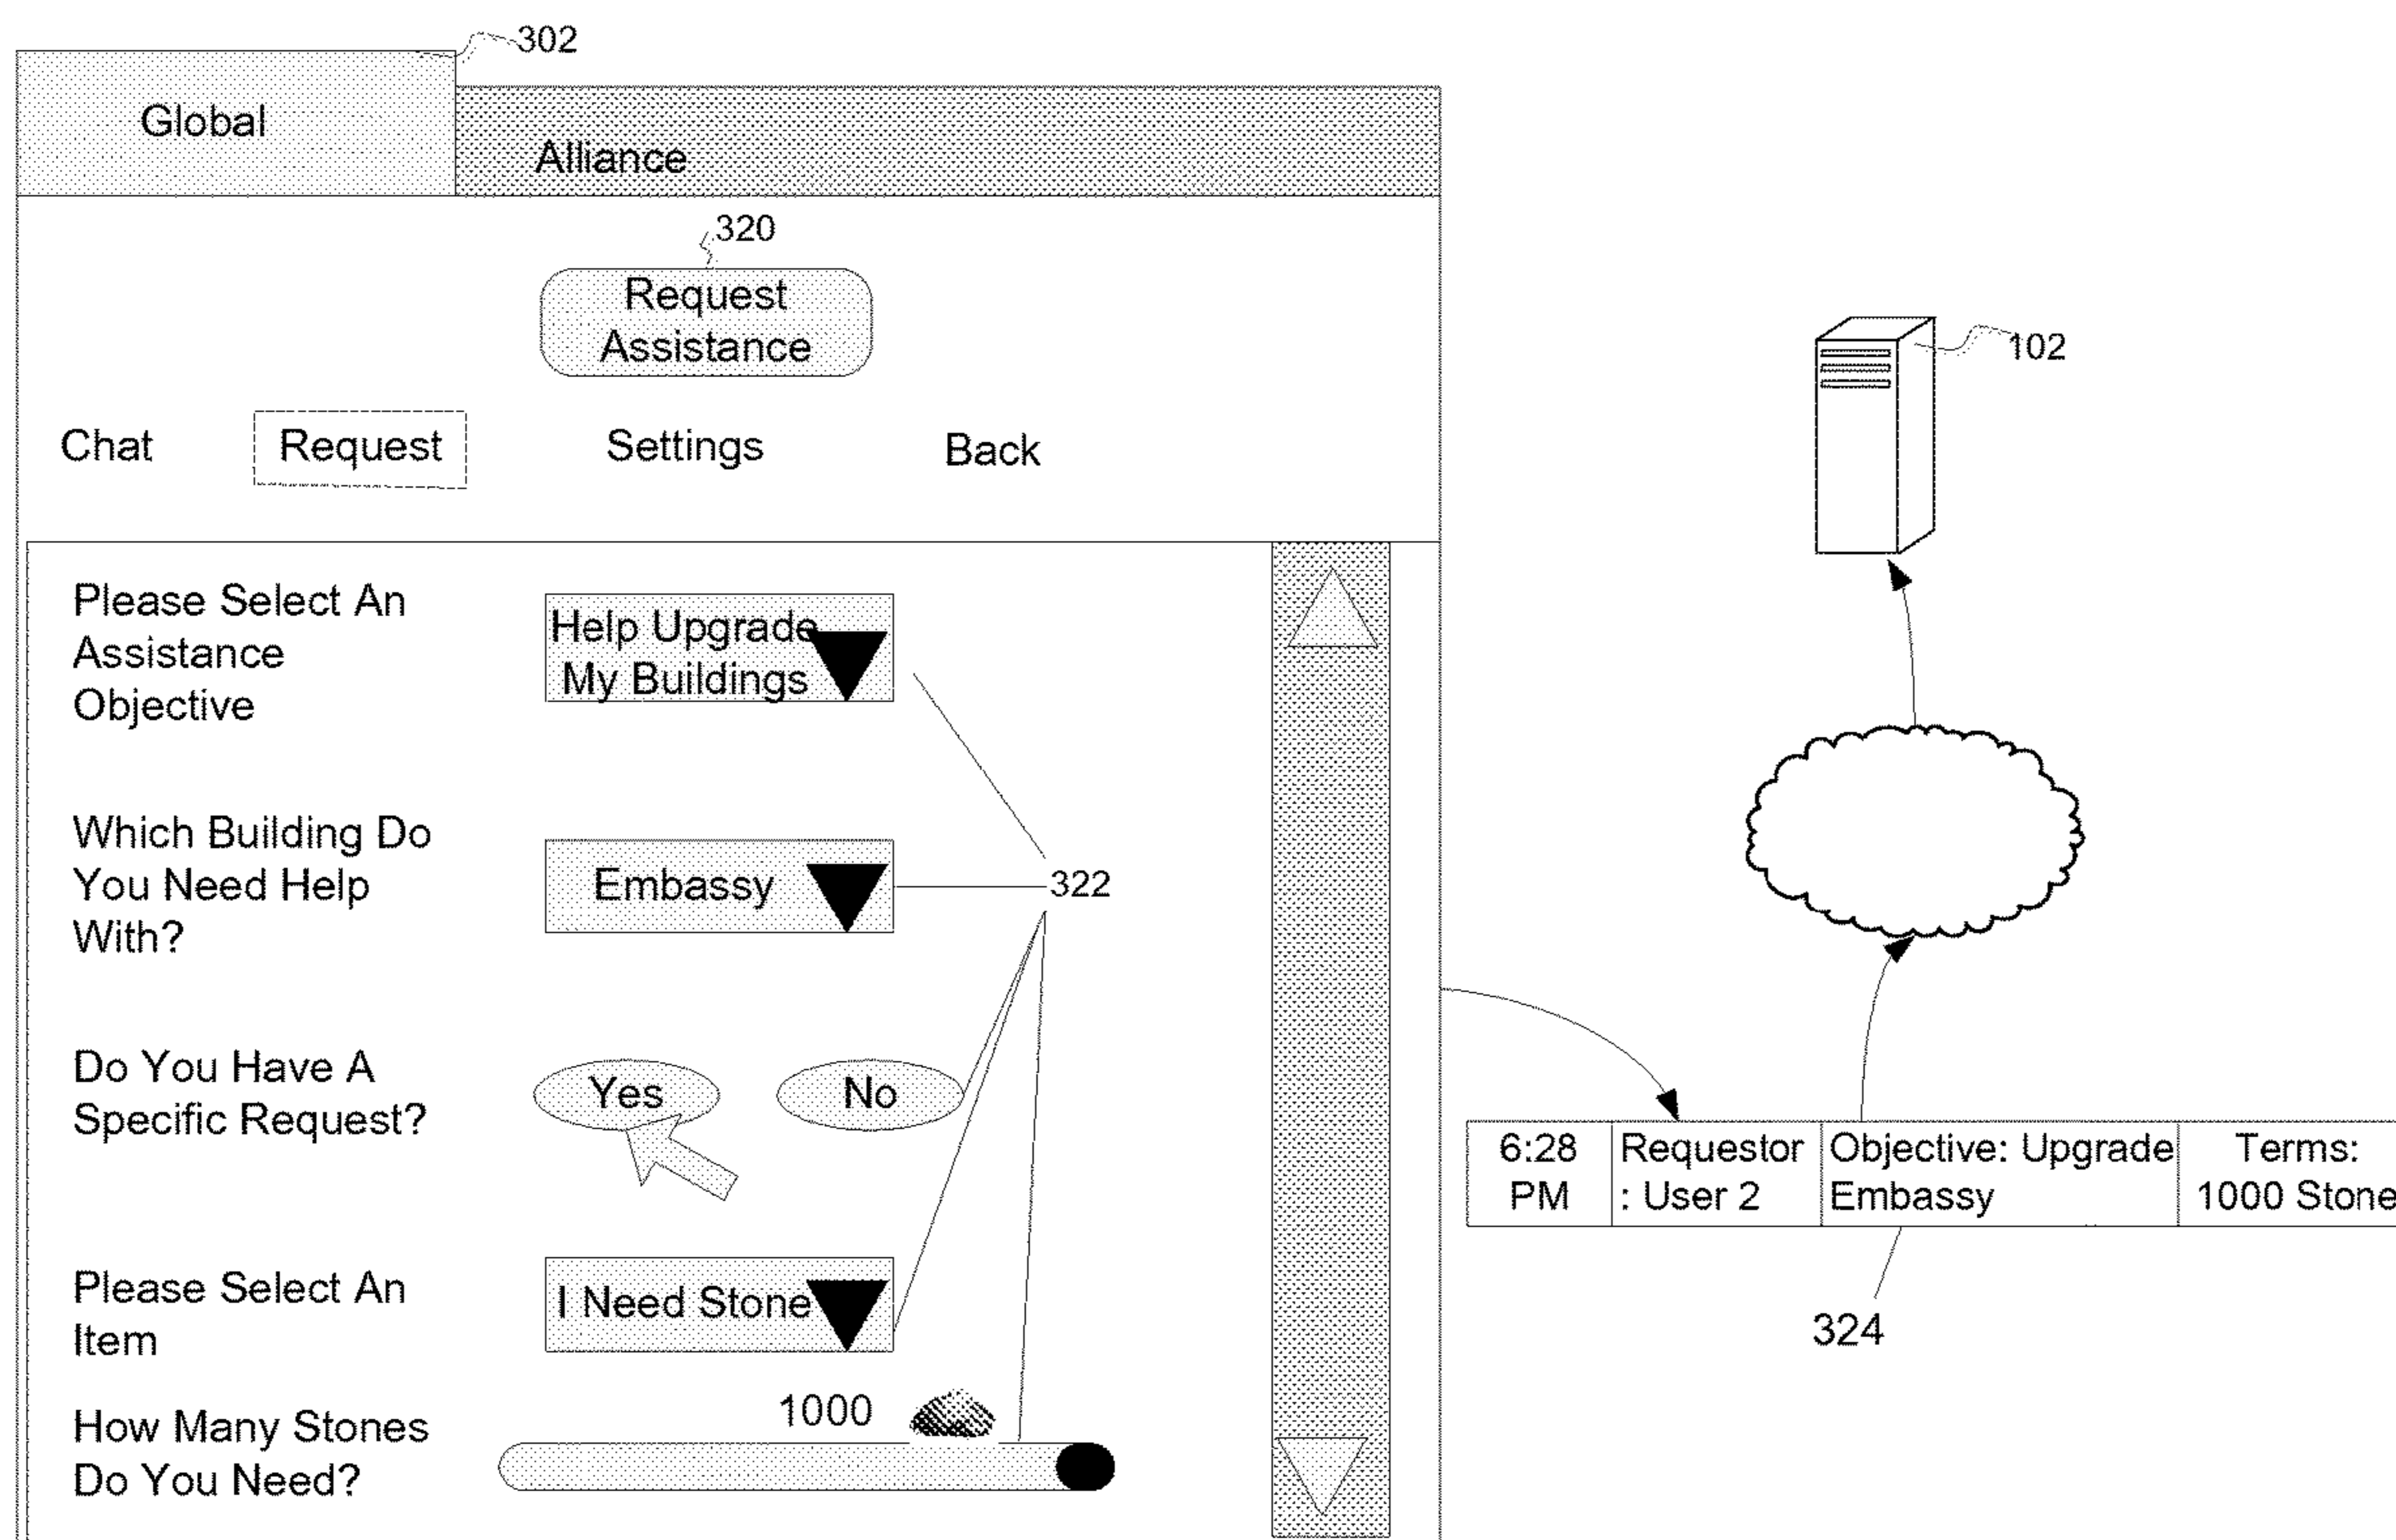 302
Global
Alliance
320
Request
Assistance
Chat Request Settings Back
Please Select An
Assistance
Objective
Help Upgrade
My Buildings
Which Building Do
You Need Help
With?
Embassy
322
Do You Have A
Specific Request?
Yes No
Please Select An
Item
I Need Stone
How Many Stones
Do You Need?
1000
102
6:28
PM
Requestor
: User 2
Objective: Upgrade
Embassy
Terms:
1000 Stone
324